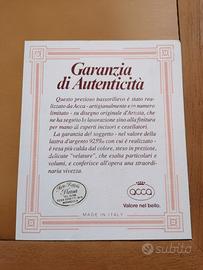 Garanzia
di Autenticità
Questo prezioso bassorilievo è stato rea-
lizzato da Acca - artigianalmente e in numero
limitato - su disegno originale d'Artista, che
ne ha seguito la lavorazione sino alla finitura
per mano di esperti incisori e cesellatori.
La garanzia del soggetto - nel valore della
lastra d'argento 925‰ con cui è realizzato -
è resa più calda dal colore, steso in preziose,
delicate "velature", che esalta particolari e
volumi, e conferisce all'opera una straordi-
naria vivezza.
acca
Valore nel bello.
MADE IN ITALY
Subito